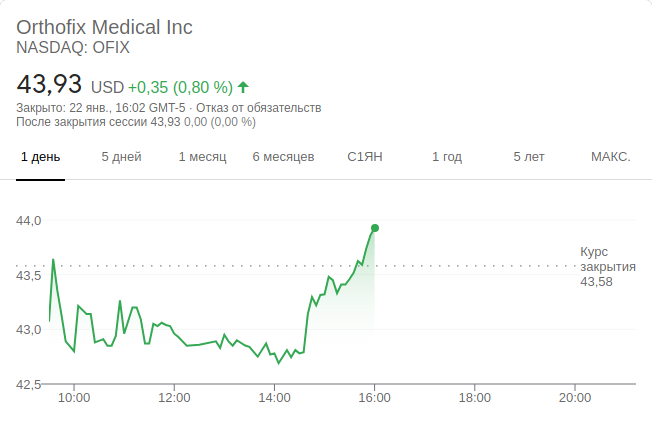 Orthofix Medical Inc
NASDAQ: OFIX
43,93 USD +0,35 (0,80 %)
Закрыто: 22 янв., 16:02 GMT-5 · Отказ от обязательств
После закрытия сессии 43,93 0,00 (0,00 %)
1 день 5 дней 1 месяц 6 месяцев С1ЯН 1 год 5 лет МАКС.
44,0
Курс
закрытия
43,58
43,5
43,0
42,5
10:00 12:00 14:00 16:00 18:00 20:00